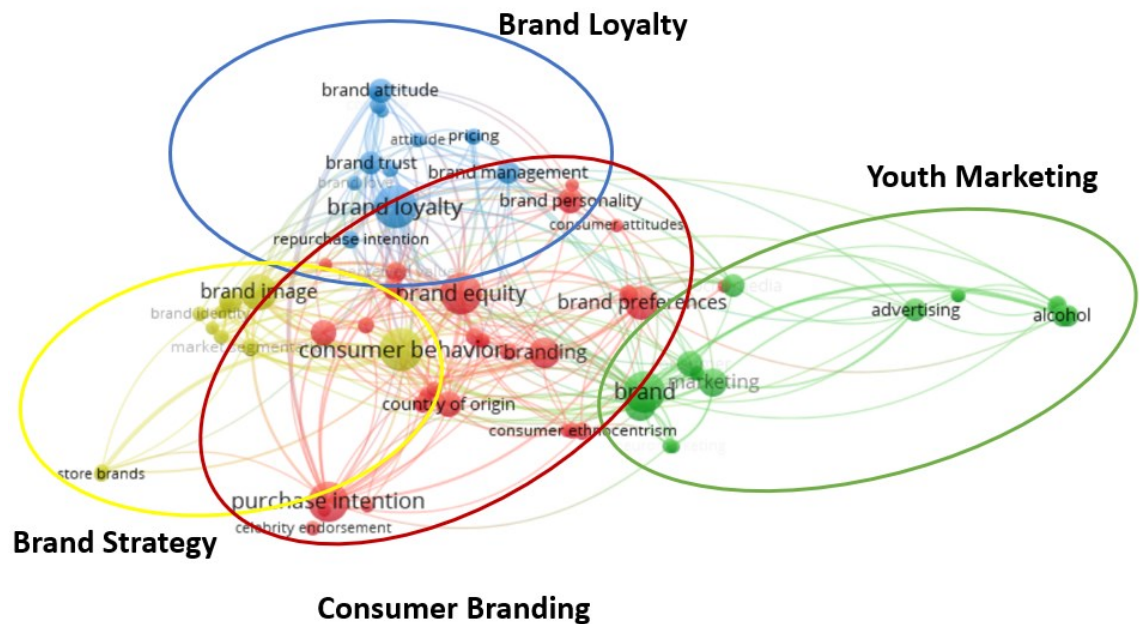 Brand Loyalty
brand attitude
attitude
pricing
brand trust
brand management
brand love
Youth Marketing
brand personality
brand loyalty
consumer attitudes
repurchase intention
brand image
brand equity
brand preferences
brand identity
advertising
alcohol
consumer behavior
branding
marketing
brand
country of origin
consumer ethnocentrism
store brands
purchase intention
celebrity endorsement
Brand Strategy
Consumer Branding